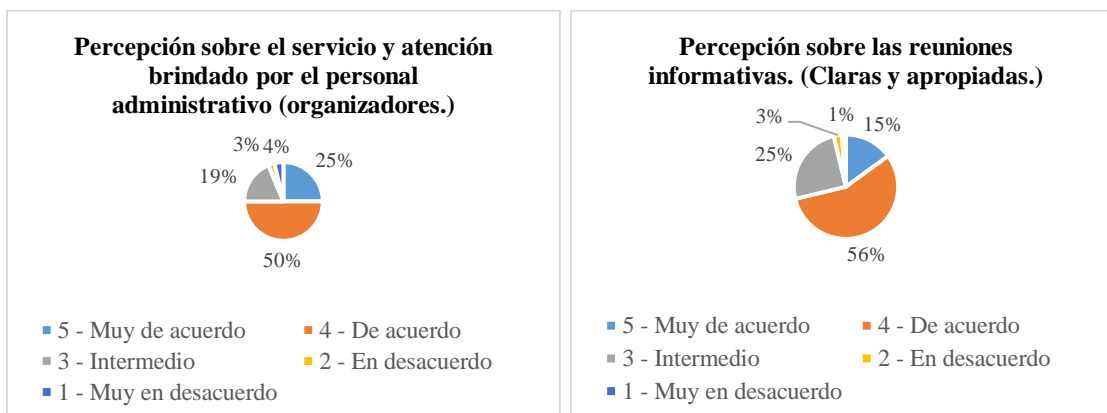 Percepción sobre el servicio y atención
brindado por el personal
administrativo (organizadores.)
3% 4% 25%
19%
50%
5 - Muy de acuerdo 4 - De acuerdo
3 - Intermedio 2 - En desacuerdo
1 - Muy en desacuerdo
Percepción sobre las reuniones
informativas. (Claras y apropiadas.)
3% 1% 15%
25%
56%
5 - Muy de acuerdo 4 - De acuerdo
3 - Intermedio 2 - En desacuerdo
1 - Muy en desacuerdo